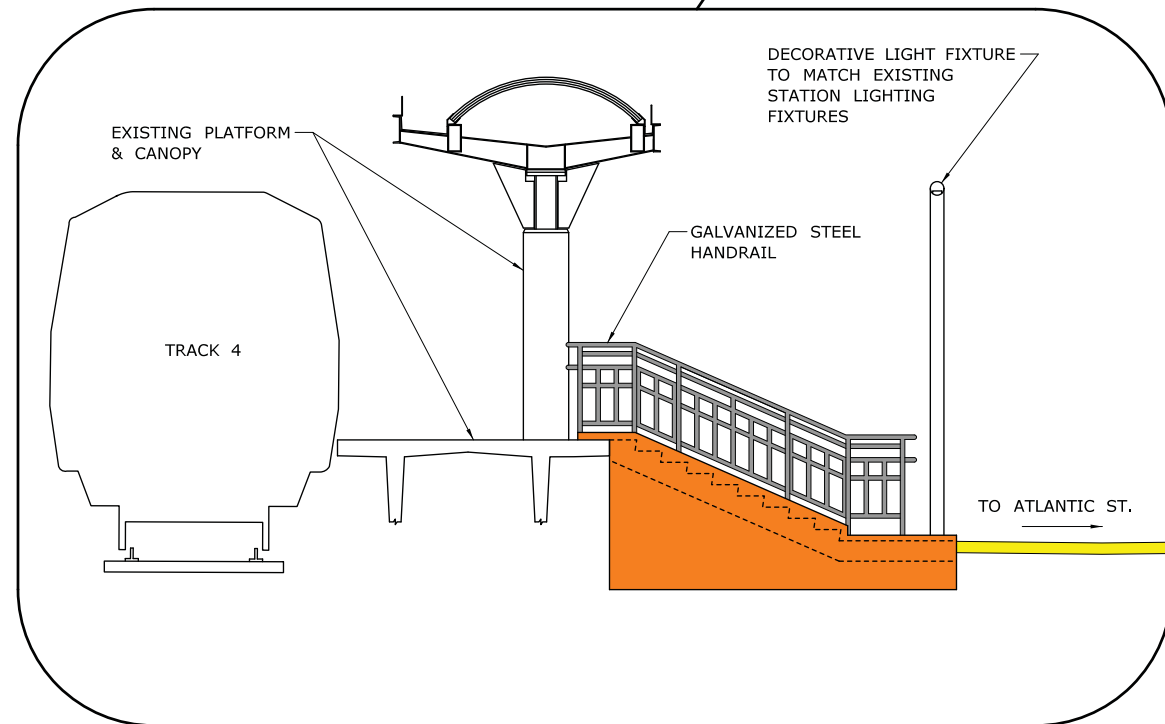 DECORATIVE LIGHT FIXTURE
TO MATCH EXISTING
STATION LIGHTING
FIXTURES
EXISTING PLATFORM
& CANOPY
GALVANIZED STEEL
HANDRAIL
TRACK 4
TO ATLANTIC ST.